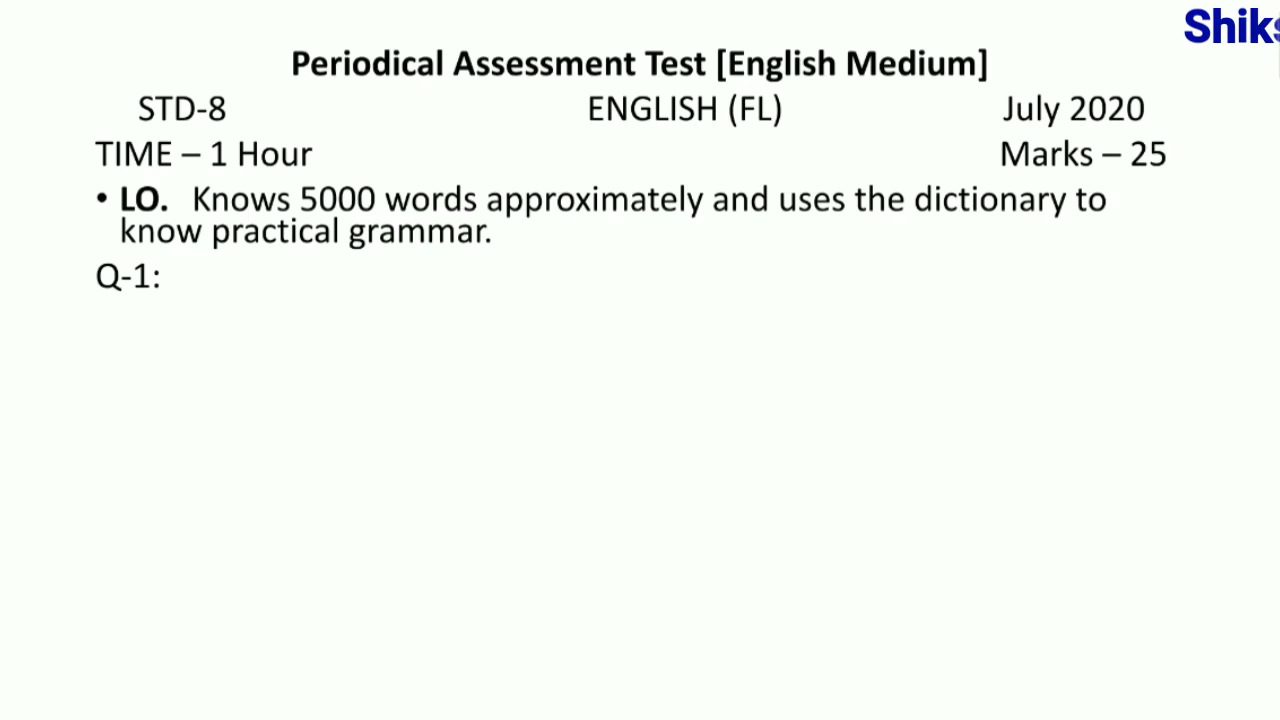 Periodical Assessment Test [English Medium]
STD-8 ENGLISH (FL) July 2020
TIME – 1 Hour Marks – 25
• LO. Knows 5000 words approximately and uses the dictionary to
know practical grammar.
Q-1: